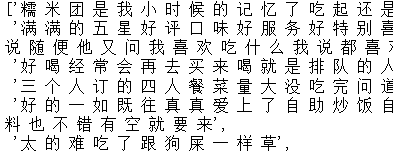 ['糯 米 团 是 我 小 时 候 的 记 忆 了 吃 起 还 是
'满 满 的 五 星 好 评 口 味 好 服 务 好 特 别 喜
说 随 便 他 又 问 我 喜 欢 吃 什 么 我 说 都 喜
'好 喝 经 常 会 再 去 买 来 喝 就 是 排 队 的 人
'三 个 人 订 的 四 人 餐 菜 量 大 没 吃 完 问 道
'好 的 一 如 既 往 真 真 爱 上 了 自 助 炒 饭 自
料 也 不 错 有 空 就 要 来',
'太 的 难 吃 了 跟 狗 屎 一 样 草',